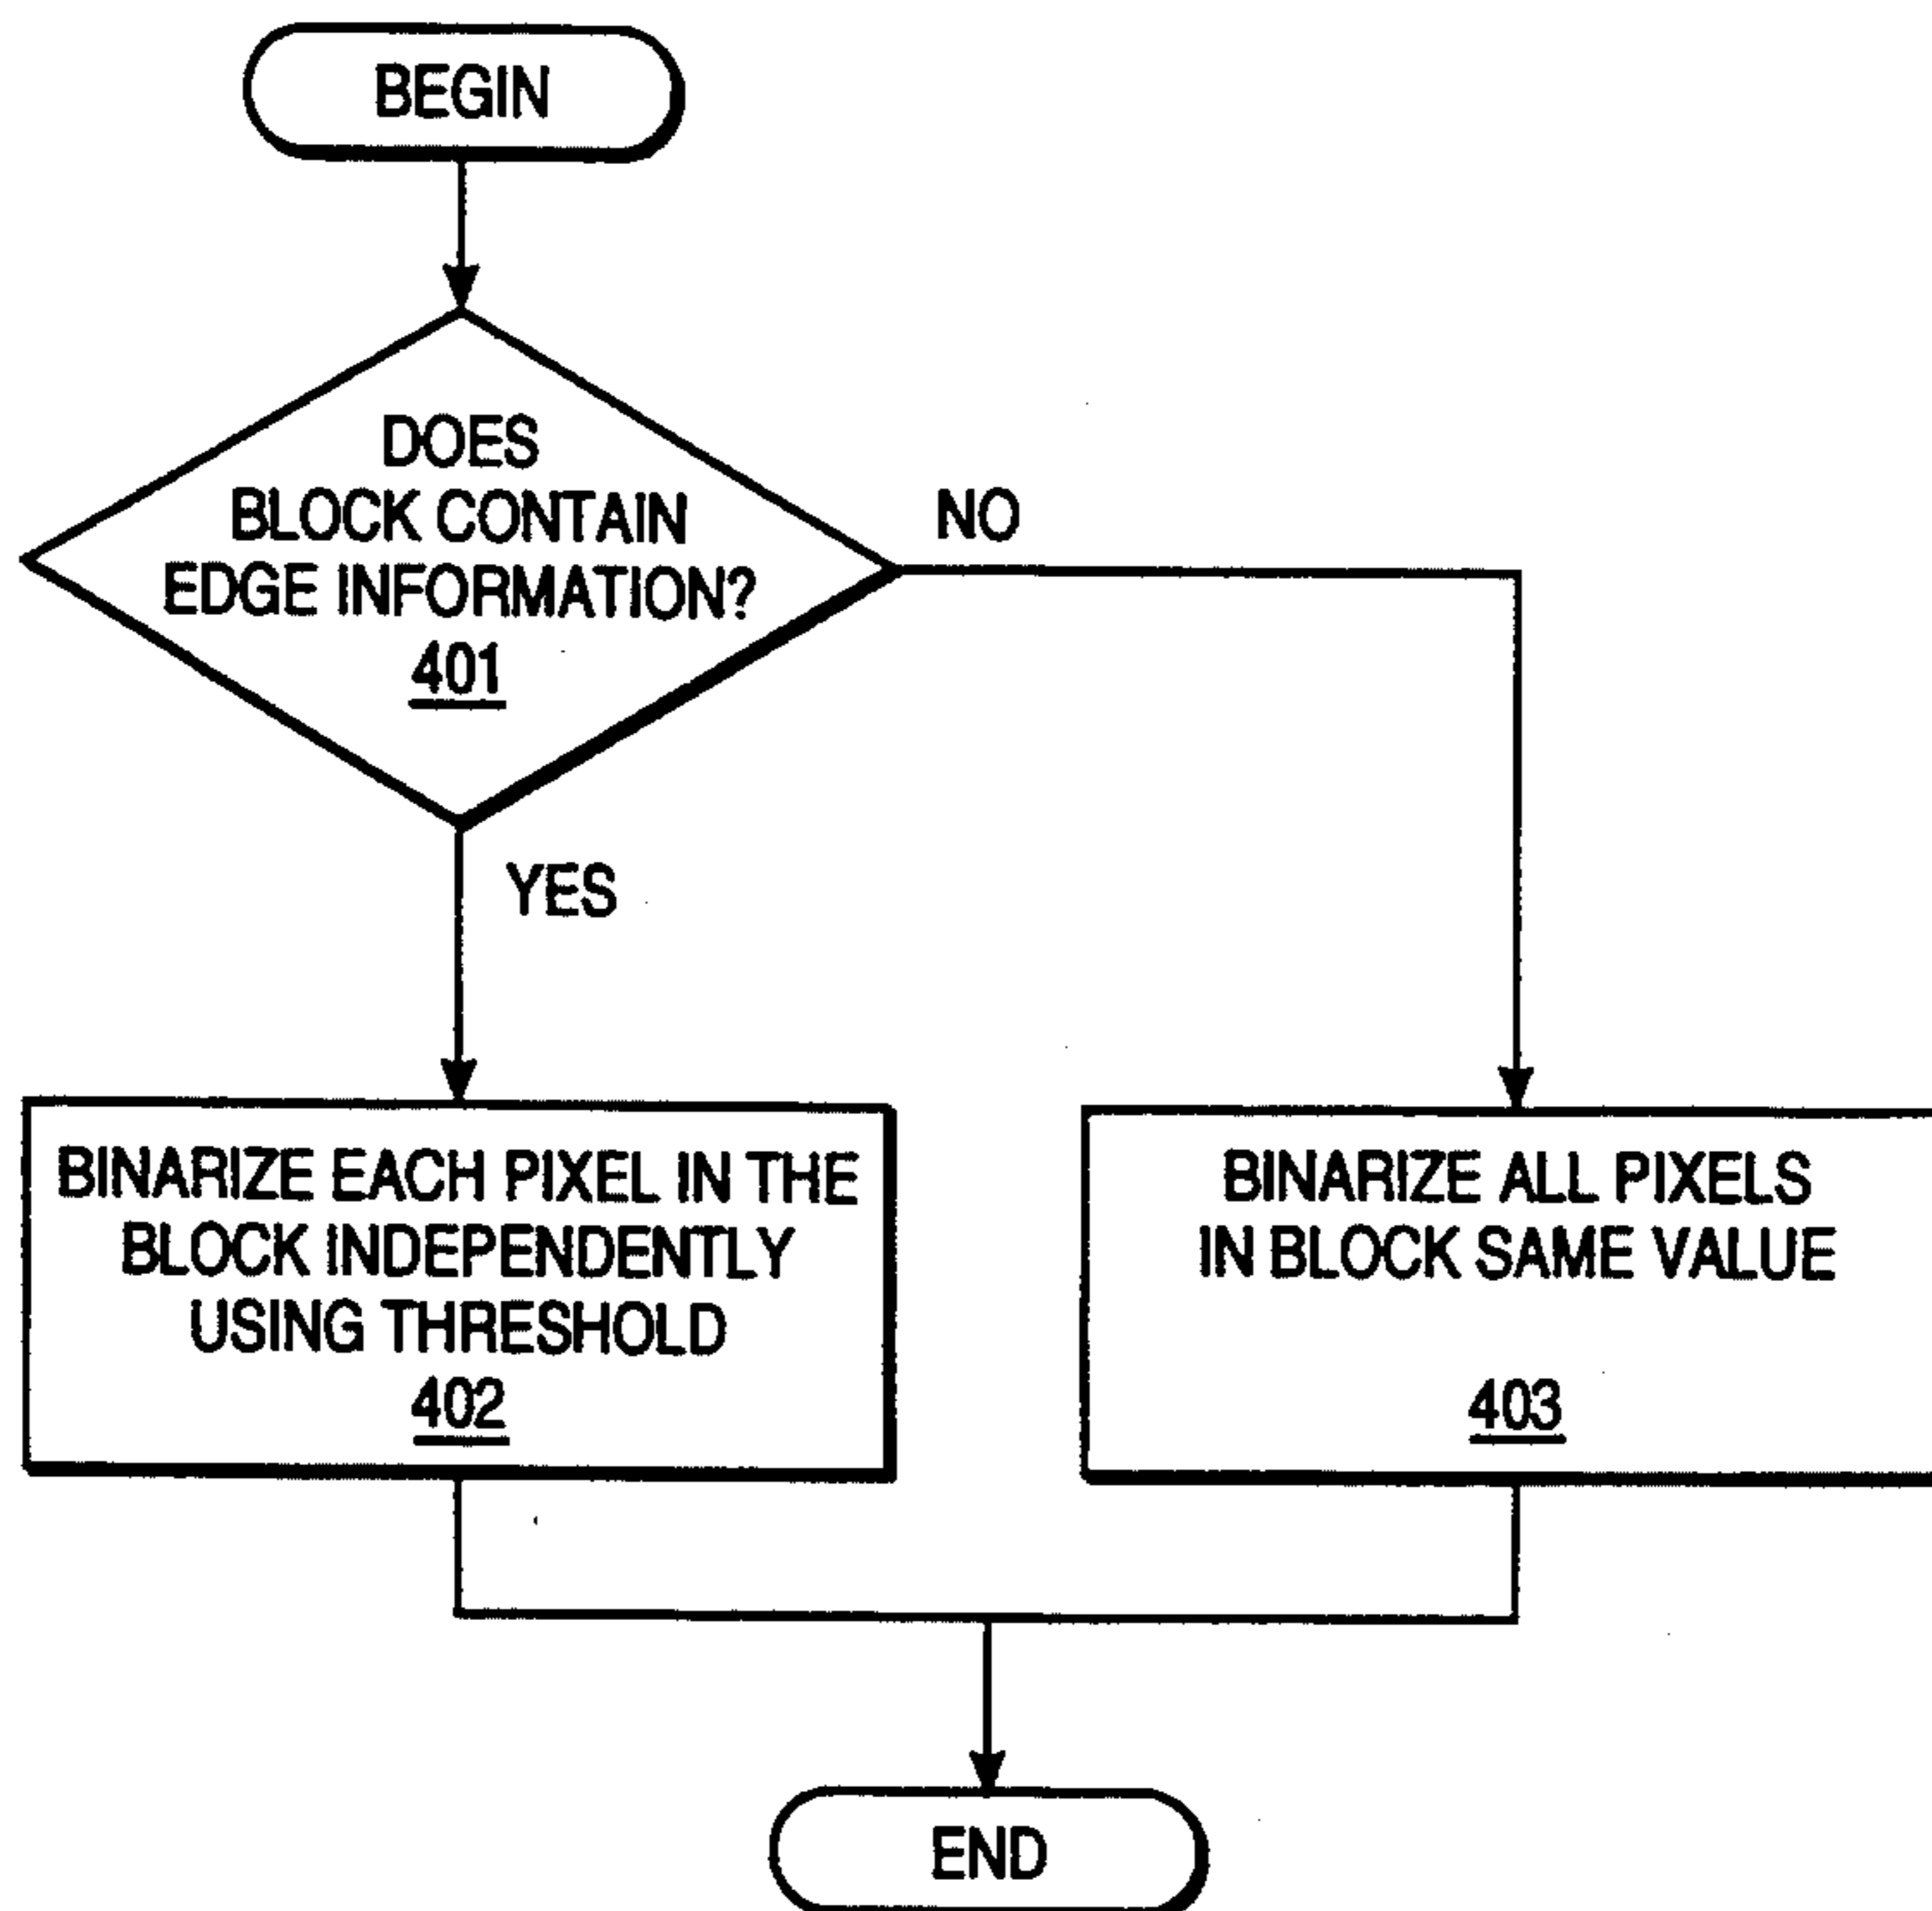 BEGIN
DOES
BLOCK CONTAIN
EDGE INFORMATION?
401
NO
YES
BINARIZE EACH PIXEL IN THE
BLOCK INDEPENDENTLY
USING THRESHOLD
402
BINARIZE ALL PIXELS
IN BLOCK SAME VALUE
403
END